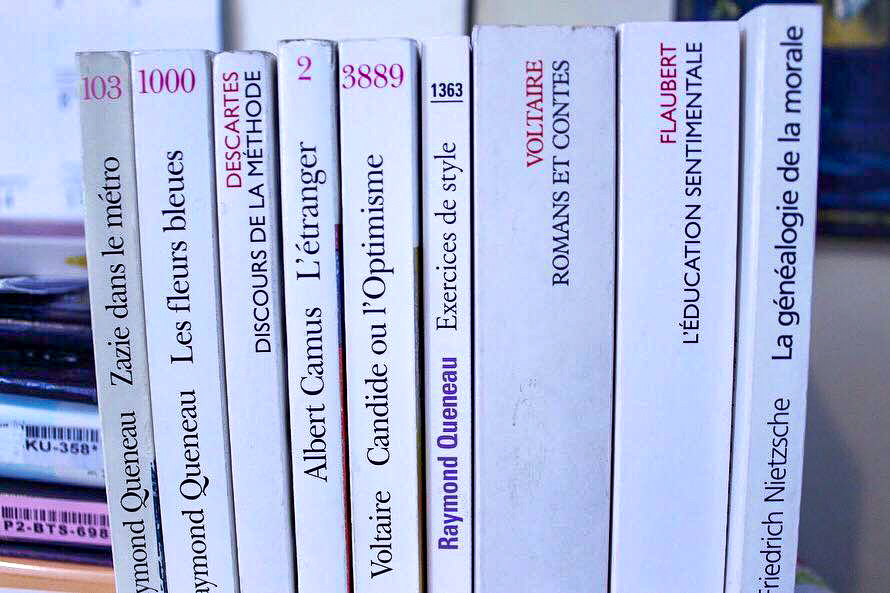 103
Zazie dans le métro
ymond Queneau
1000
Les fleurs bleues
aymond Queneau
DESCARTES
DISCOURS DE LA MÉTHODE
2
Albert Camus L'étranger
3889
Voltaire Candide ou l'Optimisme
1363
Raymond Queneau Exercices de style
VOLTAIRE
ROMANS ET CONTES
FLAUBERT
L'ÉDUCATION SENTIMENTALE
Friedrich Nietzsche La généalogie de la morale
KU-358*
P2-BTS-698